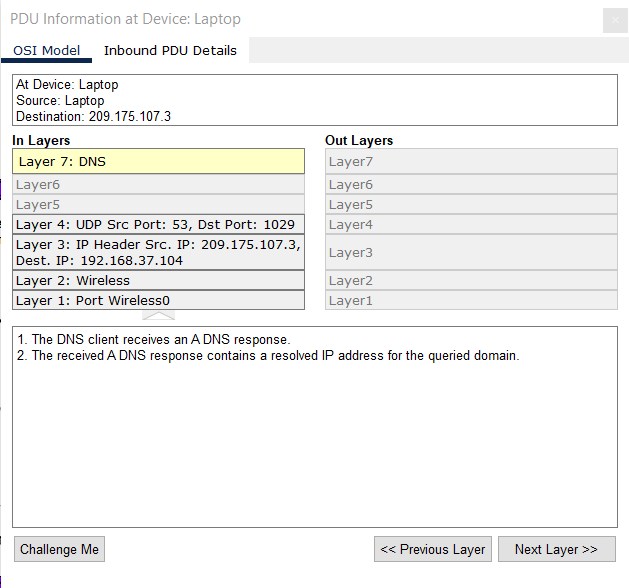 PDU Information at Device: Laptop
OSI Model Inbound PDU Details
At Device: Laptop
Source: Laptop
Destination: 209.175.107.3
In Layers
Layer 7: DNS
Layer6
Layer5
Layer 4: UDP Src Port: 53, Dst Port: 1029
Layer 3: IP Header Src. IP: 209.175.107.3,
Dest. IP: 192.168.37.104
Layer 2: Wireless
Layer 1: Port Wireless0
Out Layers
Layer7
Layer6
Layer5
Layer4
Layer3
Layer2
Layer1
1. The DNS client receives an A DNS response.
2. The received A DNS response contains a resolved IP address for the queried domain.
Challenge Me
<< Previous Layer
Next Layer >>